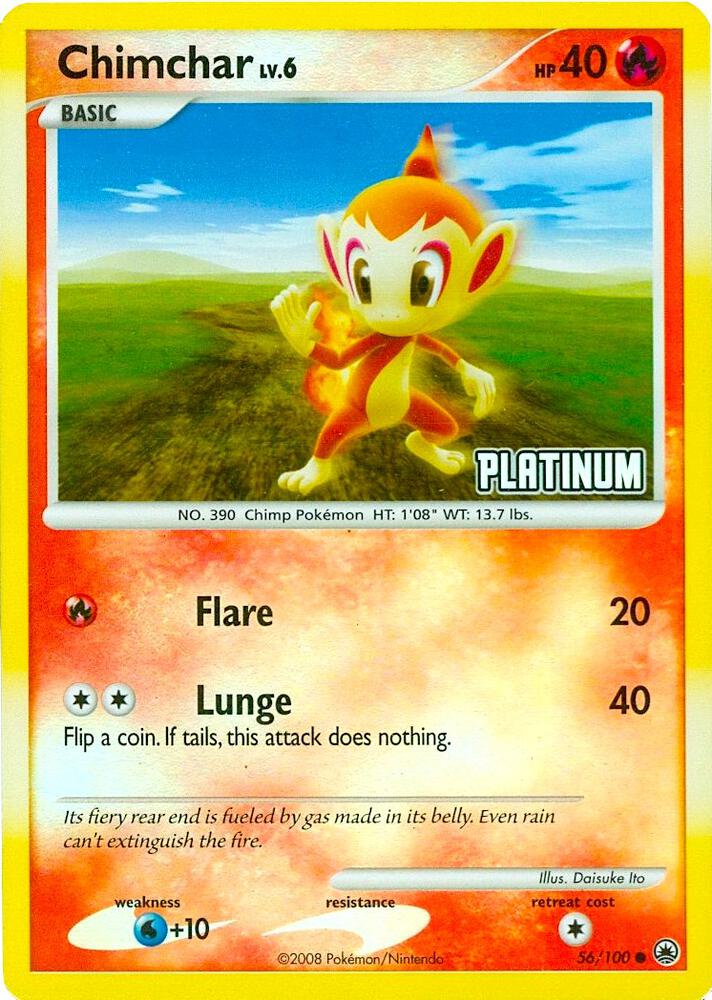 Chimchar LV.6
HP 40
BASIC
PLATINUM
NO. 390 Chimp Pokémon HT: 1'08" WT: 13.7 lbs.
Flare 20
Lunge 40
Flip a coin. If tails, this attack does nothing.
Its fiery rear end is fueled by gas made in its belly. Even rain
can't extinguish the fire.
Illus. Daisuke Ito
weakness resistance retreat cost
+10
©2008 Pokémon/Nintendo 56/100